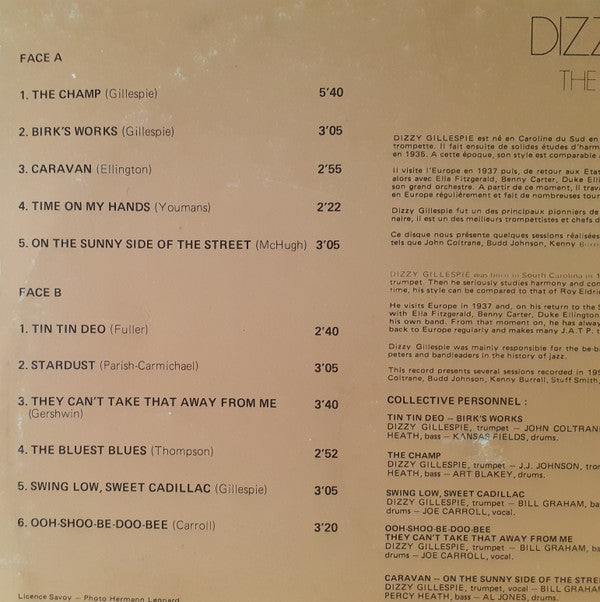 DIZZ
THE
FACE A
1. THE CHAMP (Gillespie) 5'40
2. BIRK'S WORKS (Gillespie) 3'05
3. CARAVAN (Ellington) 2'55
4. TIME ON MY HANDS (Youmans) 2'22
5. ON THE SUNNY SIDE OF THE STREET (McHugh) 3'05
FACE B
1. TIN TIN DEO (Fuller) 2'40
2. STARDUST (Parish-Carmichael) 3'05
3. THEY CAN'T TAKE THAT AWAY FROM ME 3'40
(Gershwin)
4. THE BLUEST BLUES (Thompson) 2'52
5. SWING LOW, SWEET CADILLAC (Gillespie) 3'05
6. OOH-SHOO-BE-DOO-BEE (Carroll) 3'20
Licence Savoy – Photo Hermann Leonard
DIZZY GILLESPIE est né en Caroline du Sud en
trompette. Il fait ensuite de solides études d'harm
en 1935. A cette époque, son style est comparable
Il visite l'Europe en 1937 puis, de retour aux Etat
alors avec Ella Fitzgerald, Benny Carter, Duke Elli
son grand orchestre. A partir de ce moment, il trava
en Europe régulièrement et fait de nombreuses tour
Dizzy Gillespie fut un des principaux pionniers de
naire, il est un des meilleurs trompettistes et chefs d
Ce disque nous présente quelques sessions réalisées
tels que John Coltrane, Budd Johnson, Kenny Burre
DIZZY GILLESPIE was born in South Carolina in 1
trumpet. Then he seriously studies harmony and con
time, his style can be compared to that of Roy Eldri
He visits Europe in 1937 and, on his return to the S
with Ella Fitzgerald, Benny Carter, Duke Ellington
his own band. From that moment on, he has alway
back to Europe regularly and makes many J.A.T.P. t
Dizzy Gillespie was mainly responsible for the be-b
peters and bandleaders in the history of jazz.
This record presents several sessions recorded in 195
Coltrane, Budd Johnson, Kenny Burrell, Stuff Smith,
COLLECTIVE PERSONNEL :
TIN TIN DEO – BIRK'S WORKS
DIZZY GILLESPIE, trumpet – JOHN COLTRAN
HEATH, bass – KANSAS FIELDS, drums.
THE CHAMP
DIZZY GILLESPIE, trumpet – J.J. JOHNSON, tron
HEATH, bass – ART BLAKEY, drums.
SWING LOW, SWEET CADILLAC
DIZZY GILLESPIE, trumpet – BILL GRAHAM, ba
drums – JOE CARROLL, vocal.
OOH-SHOO-BE-DOO-BEE
THEY CAN'T TAKE THAT AWAY FROM ME
DIZZY GILLESPIE, trumpet – BILL GRAHAM, ba
drums – JOE CARROLL, vocal.
CARAVAN – ON THE SUNNY SIDE OF THE STREE
DIZZY GILLESPIE, trumpet, vocal – BILL GRAHAM
PERCY HEATH, bass – AL JONES, drums.